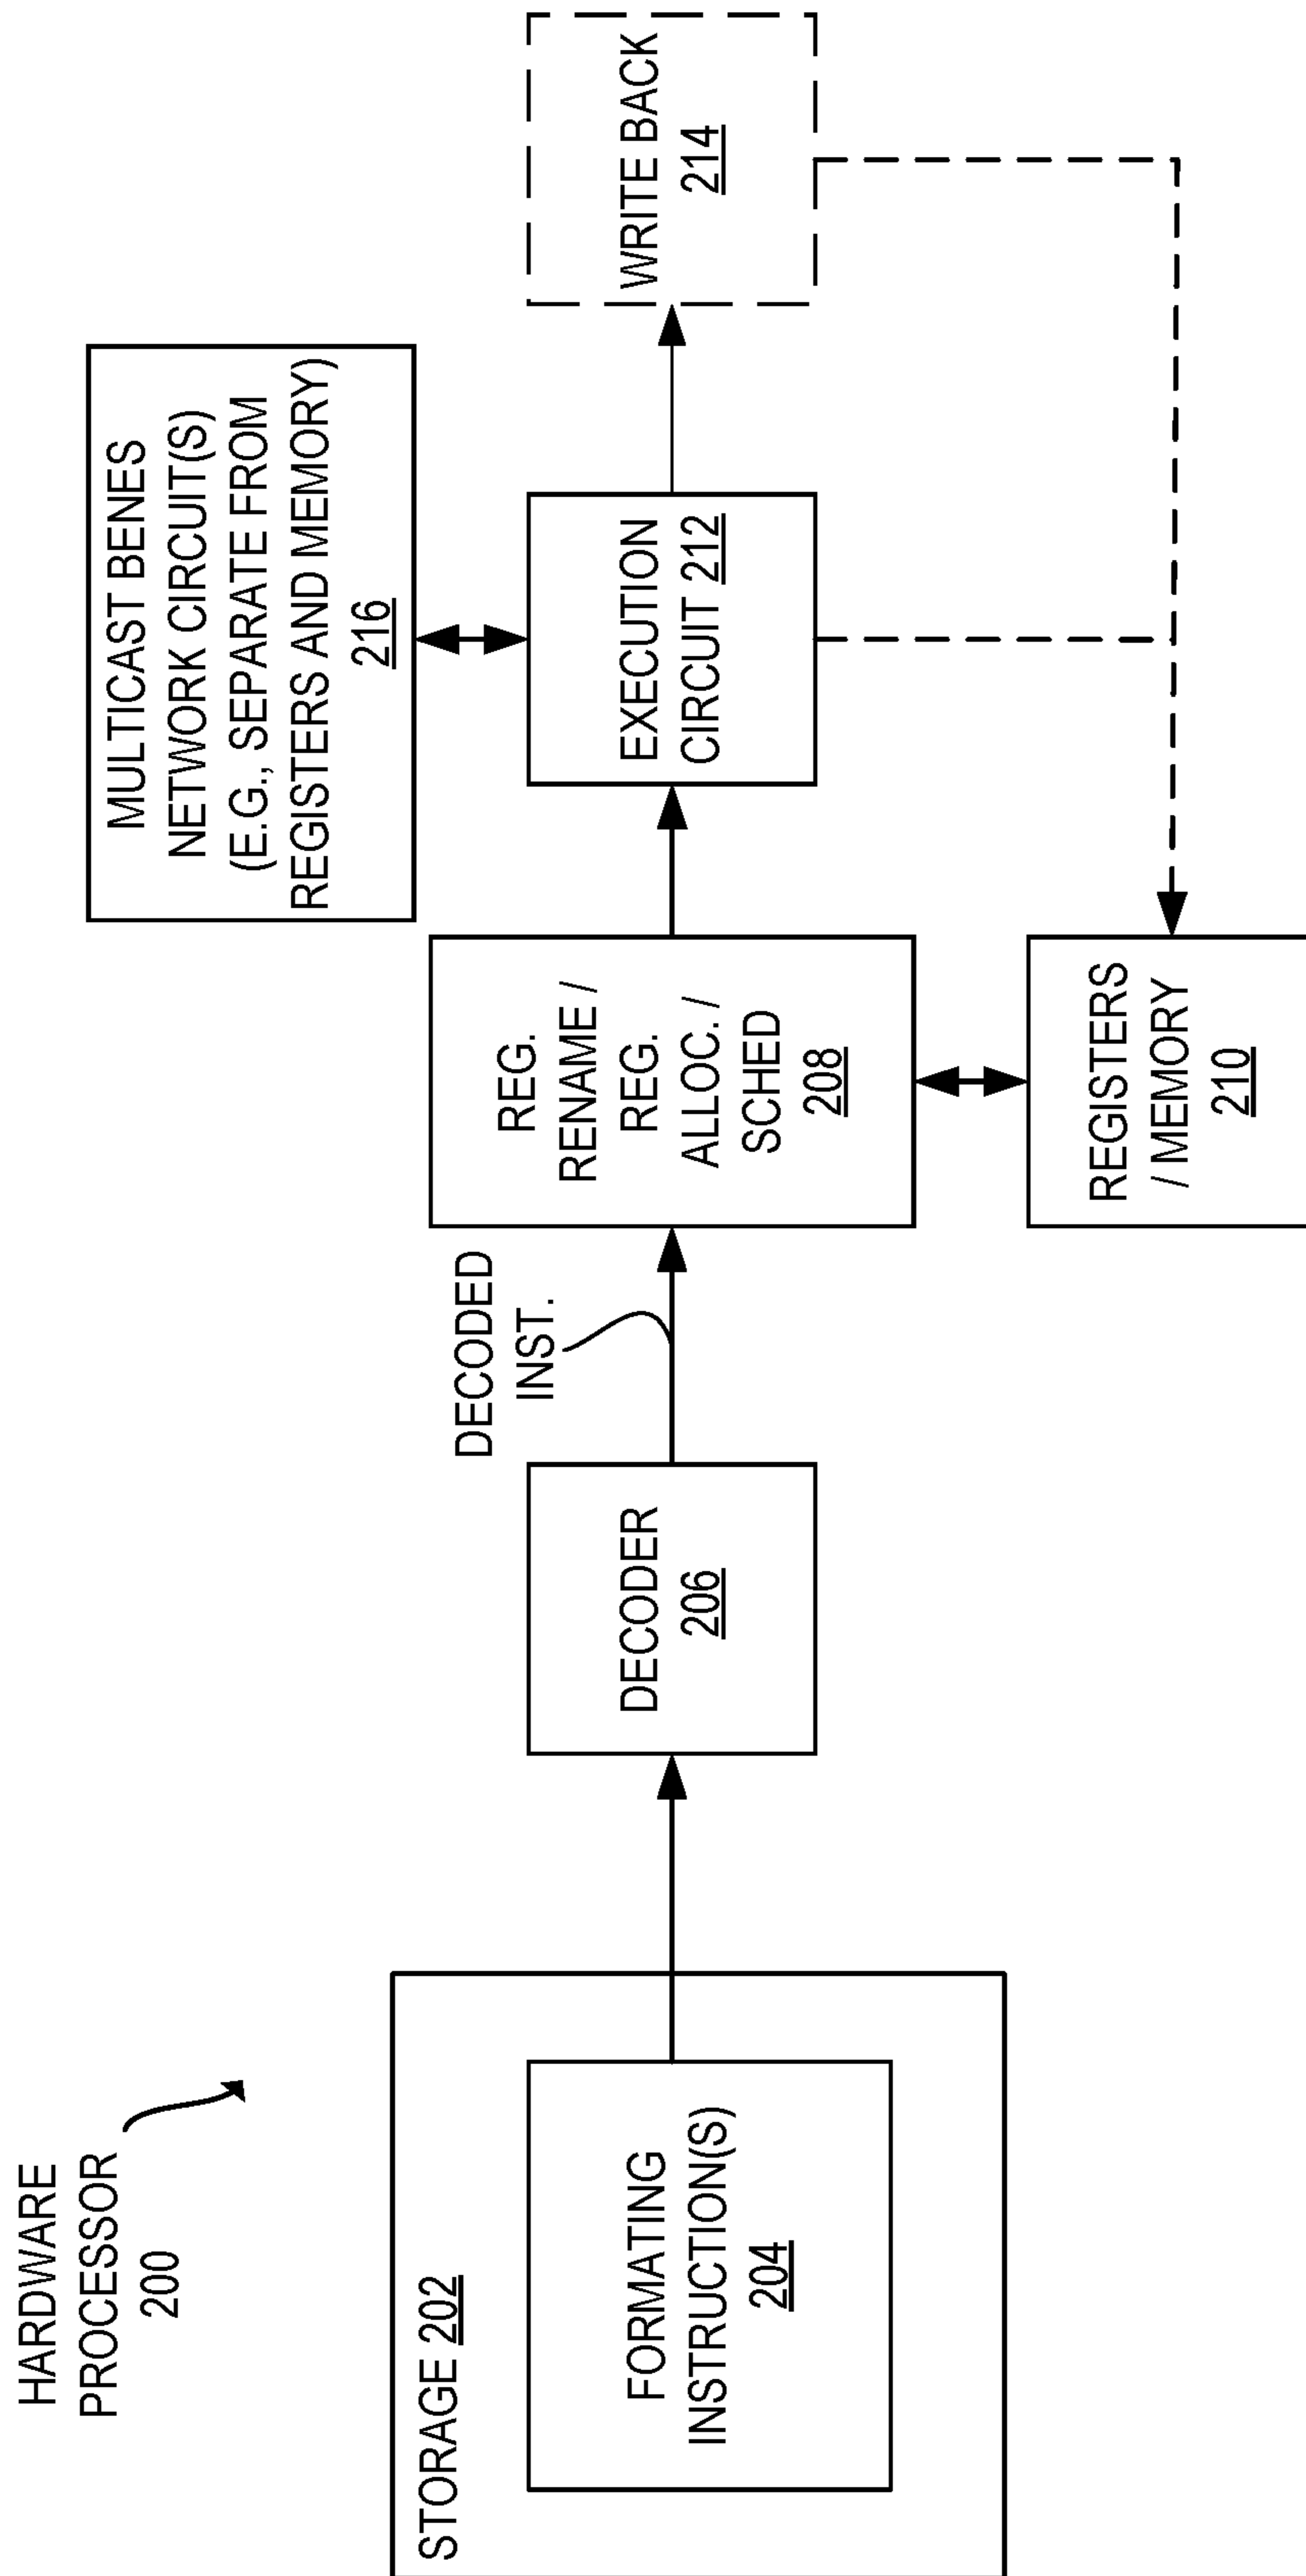 HARDWARE
PROCESSOR
200
STORAGE 202
FORMATING
INSTRUCTION(S)
204
DECODER
206
DECODED
INST.
REG.
RENAME /
REG.
ALLOC. /
SCHED
208
REGISTERS
/ MEMORY
210
EXECUTION
CIRCUIT 212
MULTICAST BENES
NETWORK CIRCUIT(S)
(E.G., SEPARATE FROM
REGISTERS AND MEMORY)
216
WRITE BACK
214